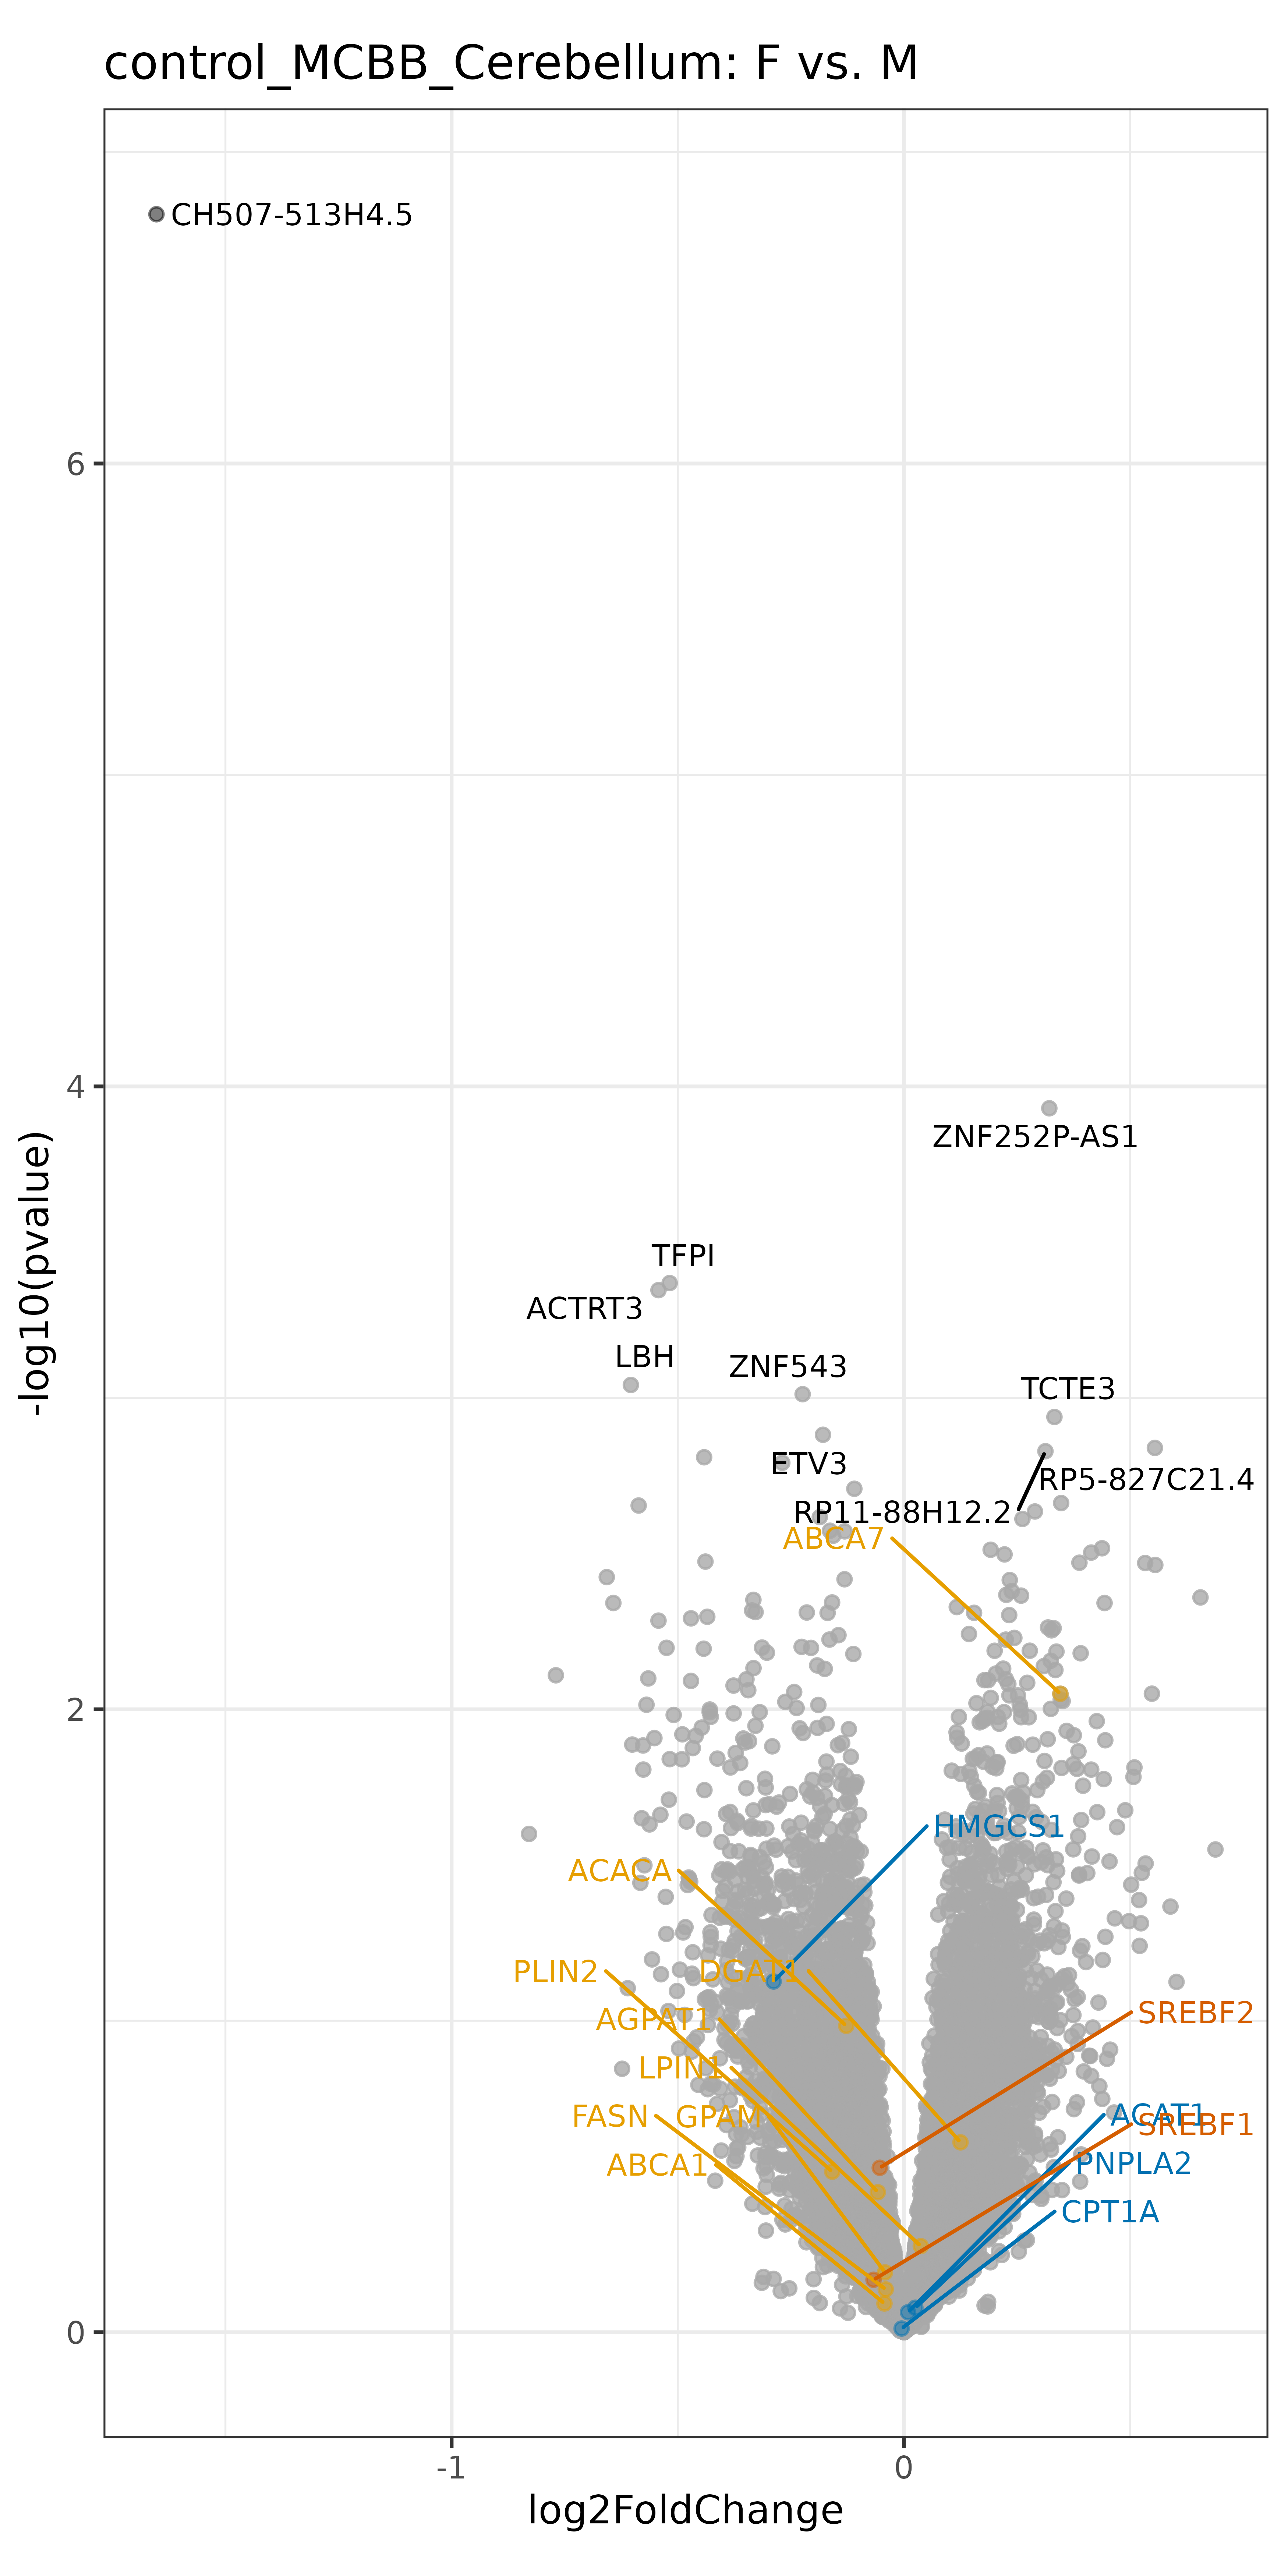 control_MCBB_Cerebellum: F vs. M
CH507-513H4.5
6
4
ZNF252P-AS1
TFPI
ACTRT3
LBH
ZNF543
TCTE3
ETV3
RP5-827C21.4
RP11-88H12.2
ABCA7
2
HMGCS1
ACACA
PLIN2
DGAT1
SREBF2
AGPAT1
LPIN1
FASN
GPAM
ACAT1
SREBF1
ABCA1
PNPLA2
CPT1A
0
-1
0
log2FoldChange
-log10(pvalue)